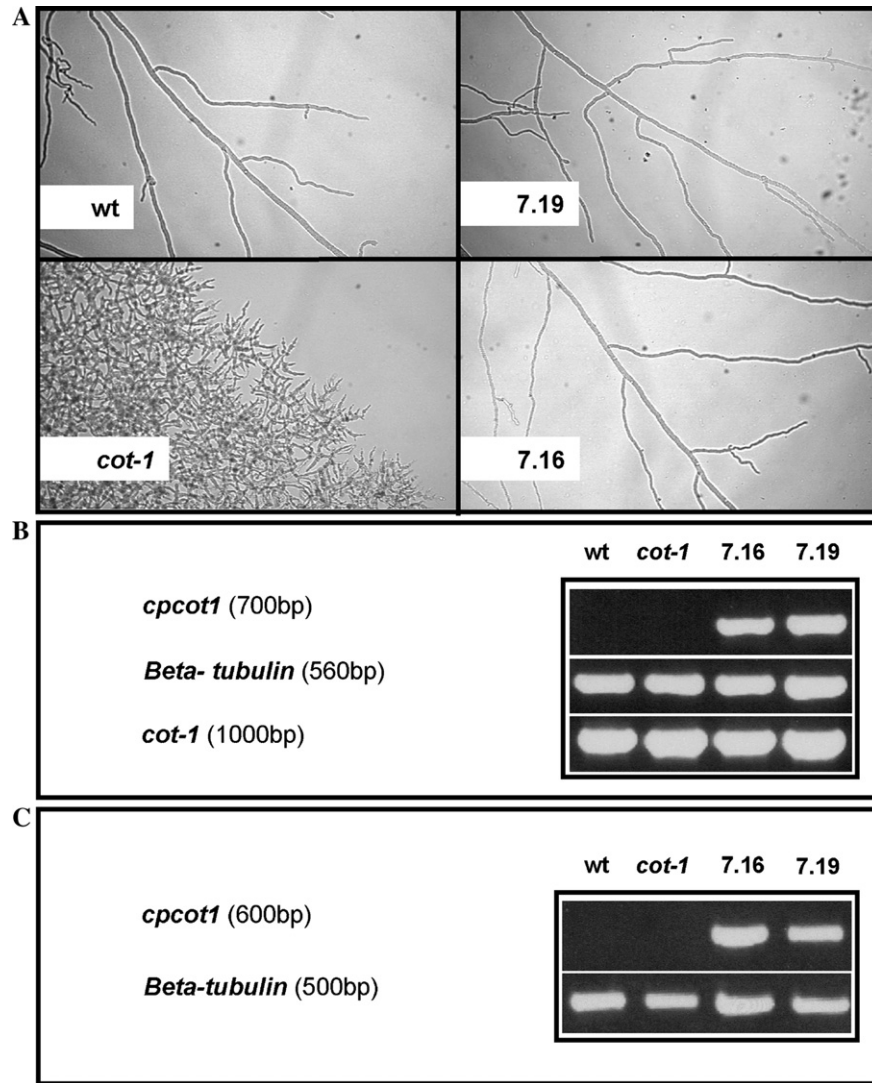 A
wt
7.19
cot-1
7.16
B
wt cot-1 7.16 7.19
cpcot1 (700bp)
Beta- tubulin (560bp)
cot-1 (1000bp)
C
wt cot-1 7.16 7.19
cpcot1 (600bp)
Beta-tubulin (500bp)